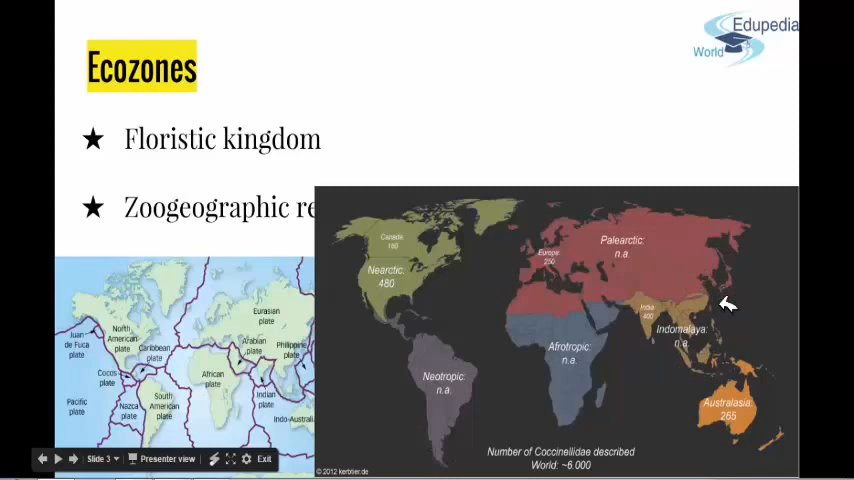 Edupedia
World
Ecozones
★ Floristic kingdom
★ Zoogeographic re
Juan
de Fuca
plate
North
American
plate
Caribbean
plate
Cocos
plate
Pacific
plate
Nazca
plate
South
American
plate
Eurasian
plate
Arabian
plate
Philippine
plate
African
plate
Indian
plate
Indo-Australi
Canada:
160
Nearctic:
480
Neotropic:
n.a.
Europe:
250
Palearctic:
n.a.
India
400
Indomalaya:
n.a.
Afrotropic:
n.a.
Australasia:
265
Number of Coccinellidae described
World: ~6.000
© 2012 kerbtier.de
Slide 3
Presenter view
Exit